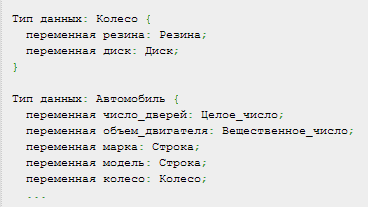 Тип данных: Колесо {
переменная резина: Резина;
переменная диск: Диск;
}
Тип данных: Автомобиль {
переменная число_дверей: Целое_число;
переменная объем_двигателя: Вещественное_число;
переменная марка: Строка;
переменная модель: Строка;
переменная колесо: Колесо;
...